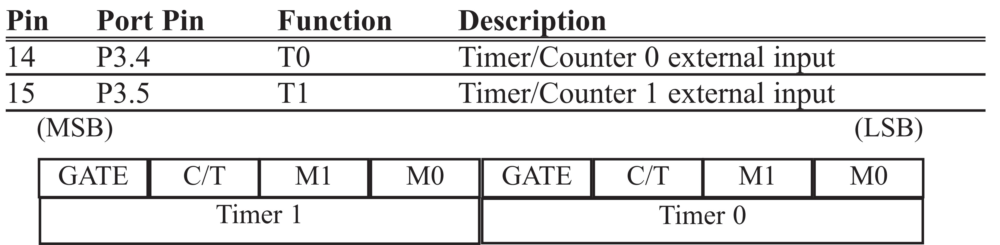 Pin Port Pin Function Description
14 P3.4 T0 Timer/Counter 0 external input
15 P3.5 T1 Timer/Counter 1 external input
(MSB) (LSB)
GATE C/T M1 M0 GATE C/T M1 M0
Timer 1 Timer 0